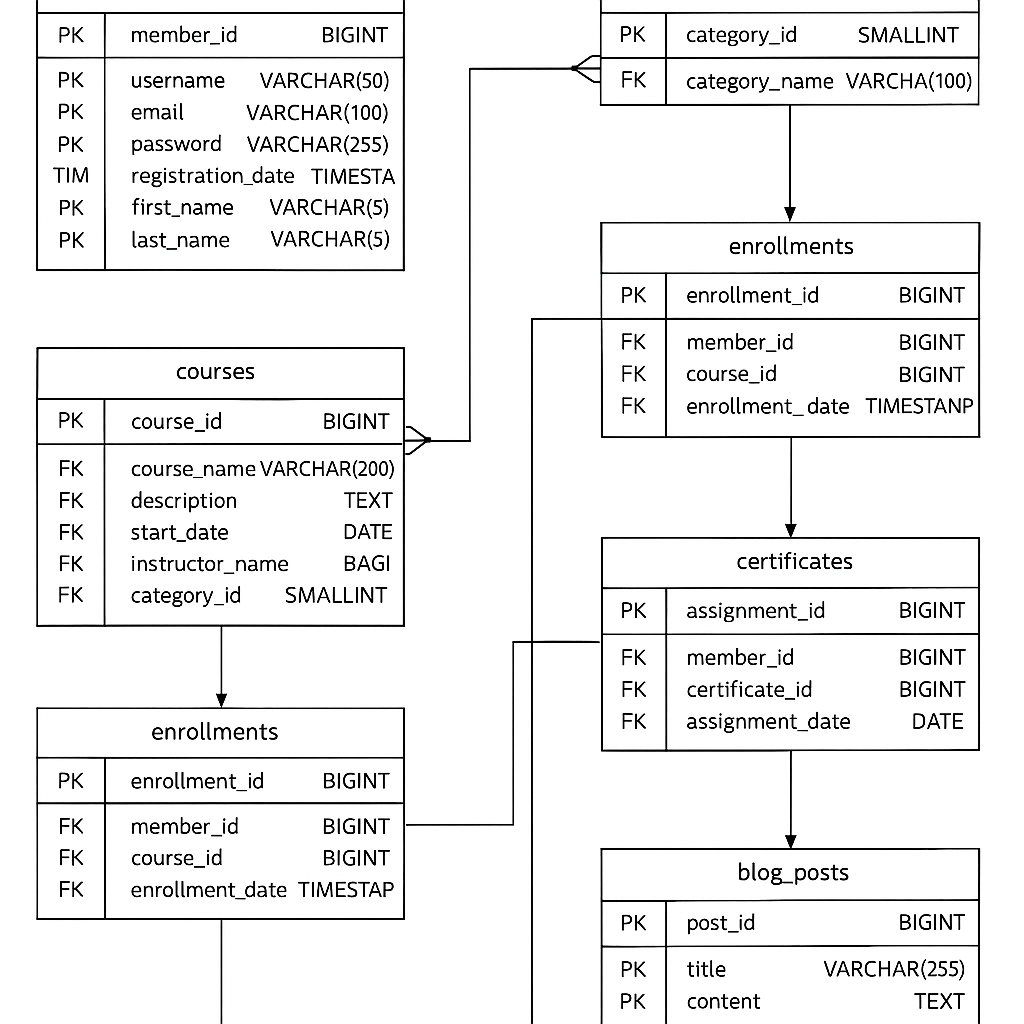 PK member_id BIGINT
PK username VARCHAR(50)
PK email VARCHAR(100)
PK password VARCHAR(255)
TIM registration_date TIMESTA
PK first_name VARCHAR(5)
PK last_name VARCHAR(5)
courses
PK course_id BIGINT
FK course_name VARCHAR(200)
FK description TEXT
FK start_date DATE
FK instructor_name BAGI
FK category_id SMALLINT
enrollments
PK enrollment_id BIGINT
FK member_id BIGINT
FK course_id BIGINT
FK enrollment_date TIMESTAP
PK category_id SMALLINT
FK category_name VARCHA(100)
enrollments
PK enrollment_id BIGINT
FK member_id BIGINT
FK course_id BIGINT
FK enrollment_date TIMESTANP
certificates
PK assignment_id BIGINT
FK member_id BIGINT
FK certificate_id BIGINT
FK assignment_date DATE
blog_posts
PK post_id BIGINT
PK title VARCHAR(255)
PK content TEXT